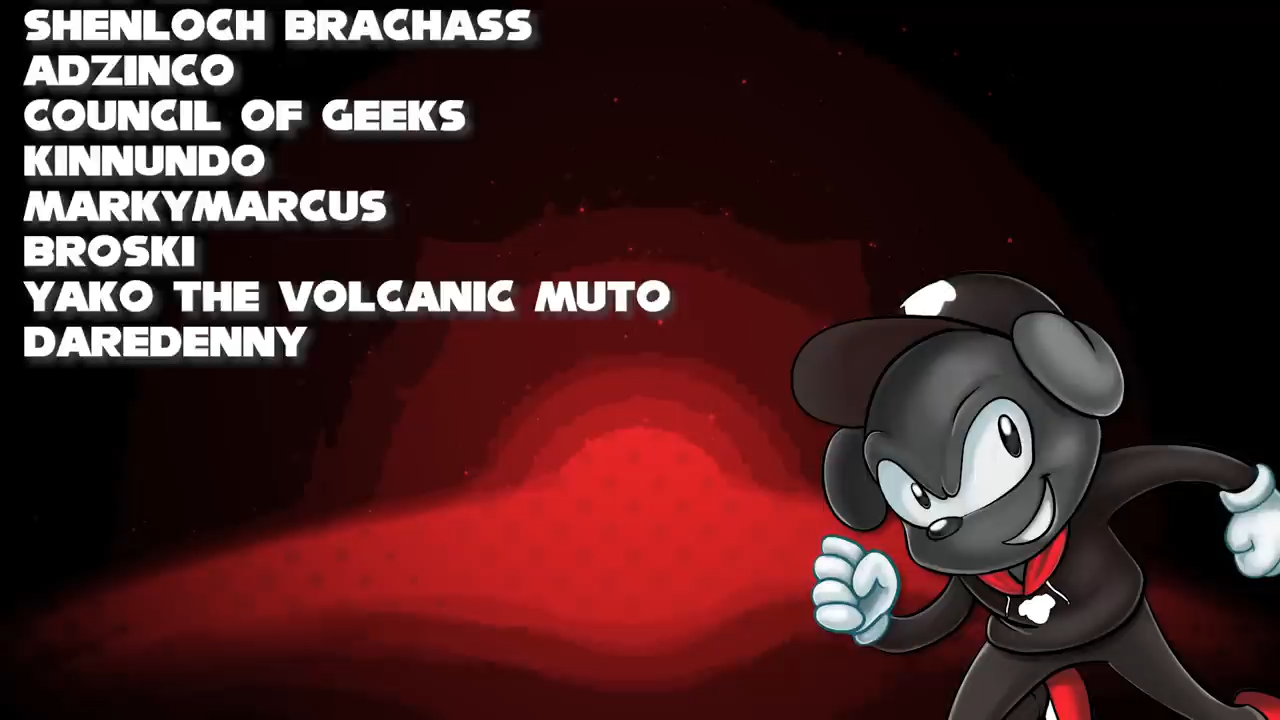 SHENLOCH BRACHASS
ADZINCO
COUNCIL OF GEEKS
KINNUNDO
MARKYMARCUS
BROSKI
YAKO THE VOLCANIC MUTO
DAREDENNY